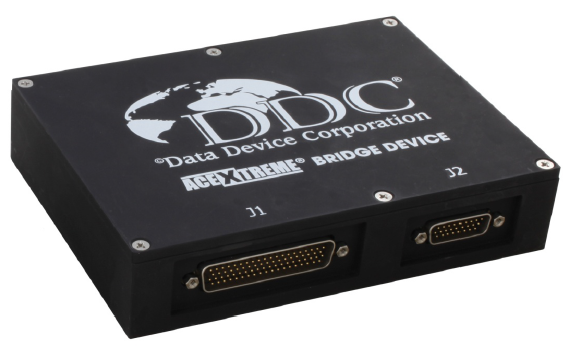 DDC®
©Data Device Corporation
ACEXTREME® BRIDGE DEVICE
J1
J2